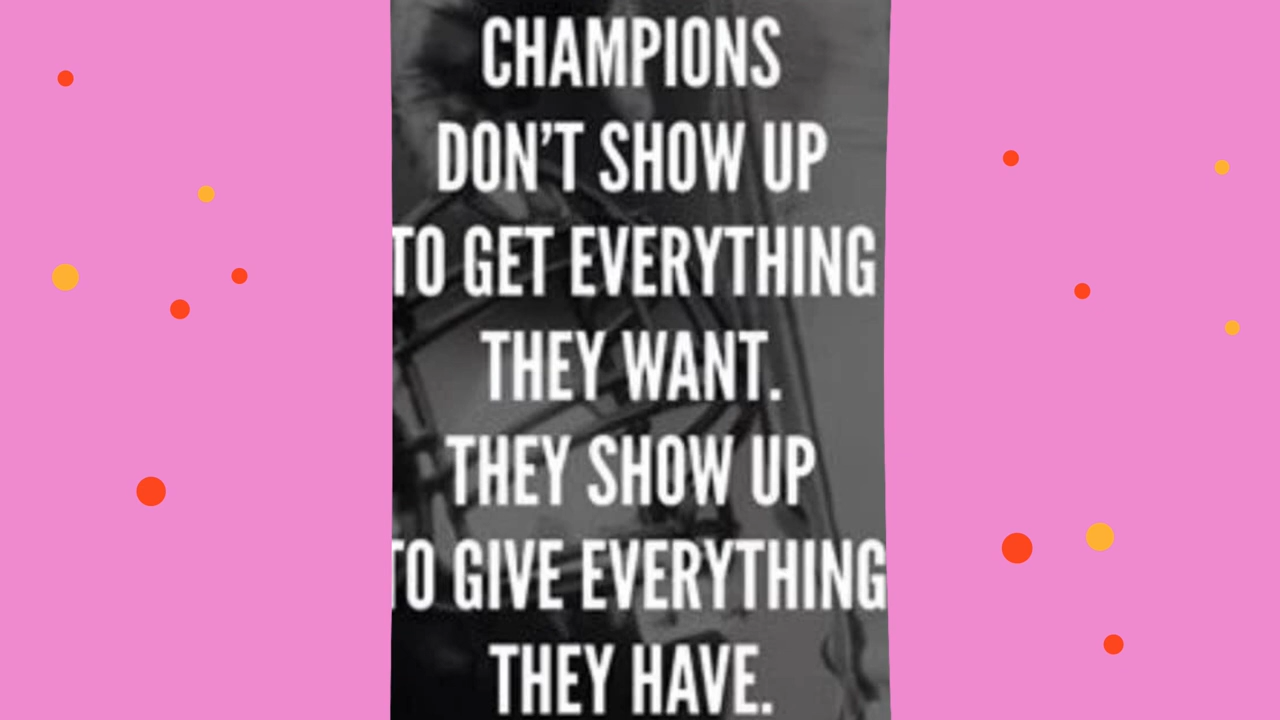 CHAMPIONS
DON'T SHOW UP
TO GET EVERYTHING
THEY WANT.
THEY SHOW UP
TO GIVE EVERYTHING
THEY HAVE.